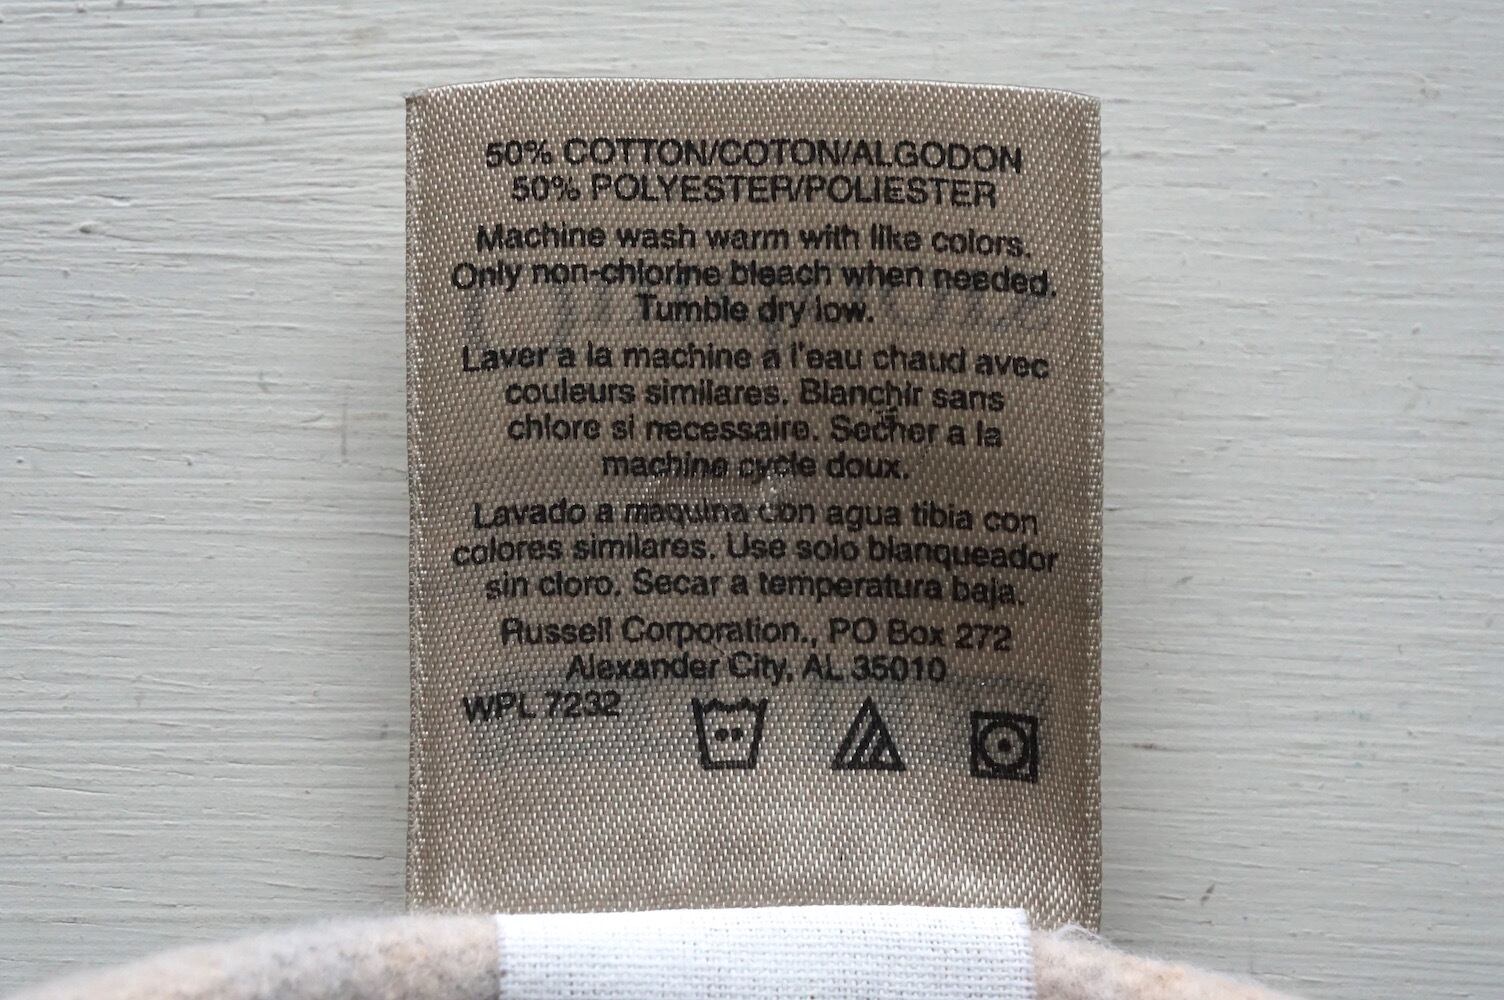 50% COTTON/COTON/ALGODON
50% POLYESTER/POLIESTER
Machine wash warm with like colors.
Only non-chlorine bleach when needed.
Tumble dry low.
Laver a la machine a l'eau chaud avec
couleurs similares. Blanchir sans
chlore si necessaire. Secher a la
machine cycle doux.
Lavado a maquina con agua tibia con
colores similares. Use solo blanqueador
sin cloro. Secar a temperatura baja.
Russell Corporation., PO Box 272
Alexander City, AL 35010
WPL 7232